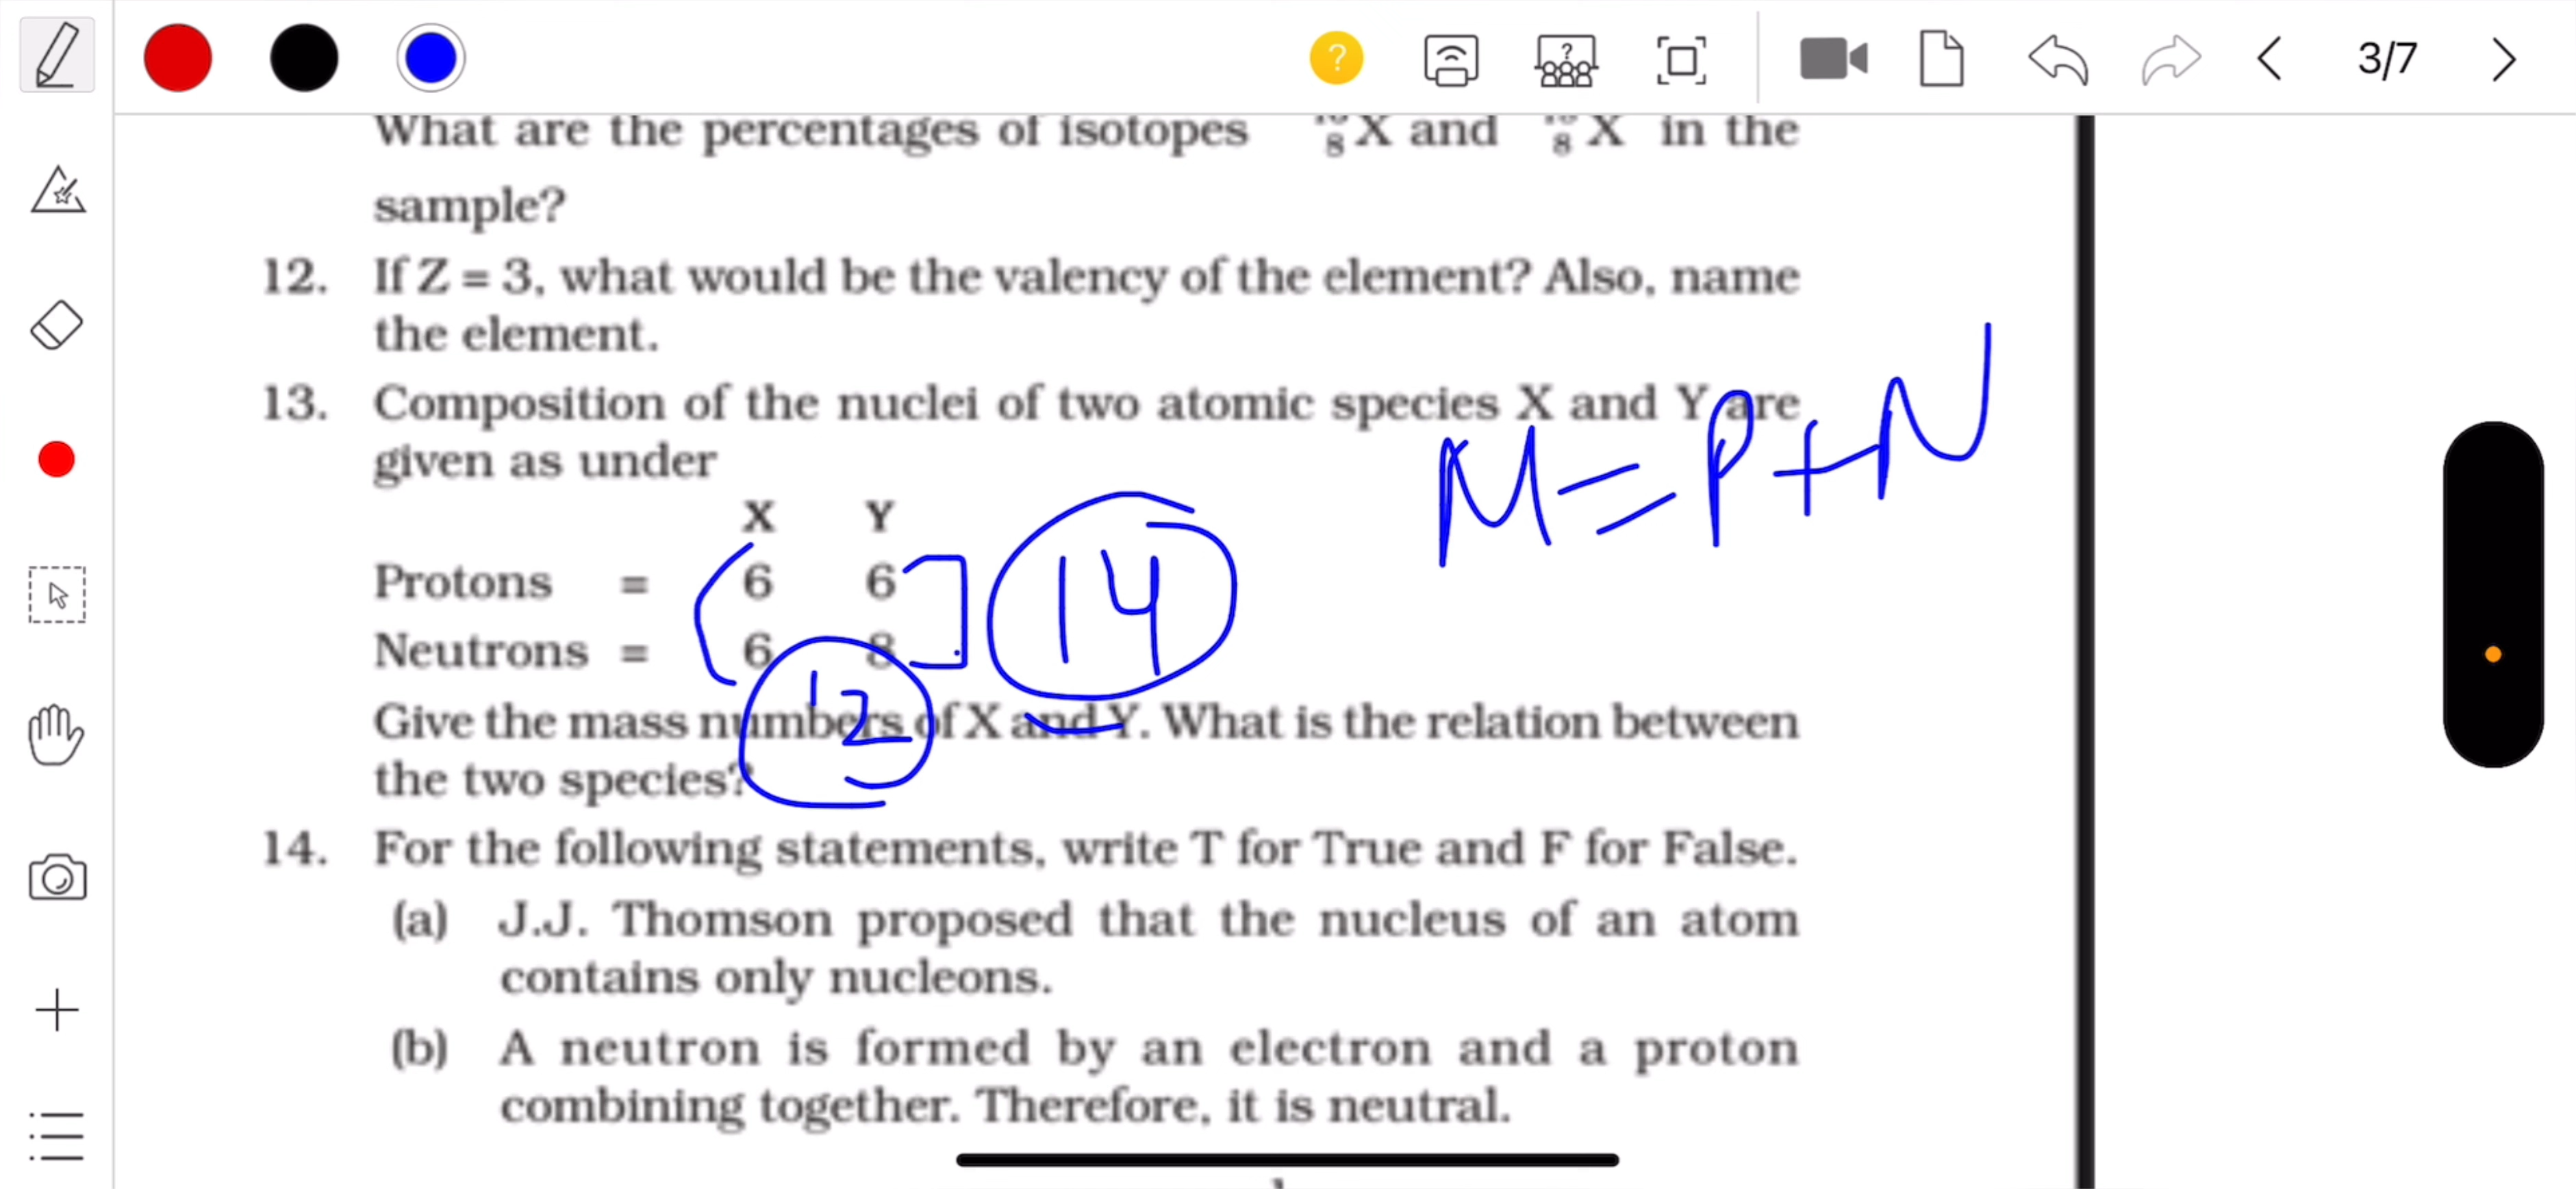 3/7
What are the percentages of isotopes ₈X and ₈X in the
sample?
12. If Z = 3, what would be the valency of the element? Also, name
the element.
13. Composition of the nuclei of two atomic species X and Y are
given as under
M = P + N
X Y
Protons = 6 6
14
Neutrons = 6 8
12
Give the mass numbers of X and Y. What is the relation between
the two species?
14. For the following statements, write T for True and F for False.
(a) J.J. Thomson proposed that the nucleus of an atom
contains only nucleons.
(b) A neutron is formed by an electron and a proton
combining together. Therefore, it is neutral.